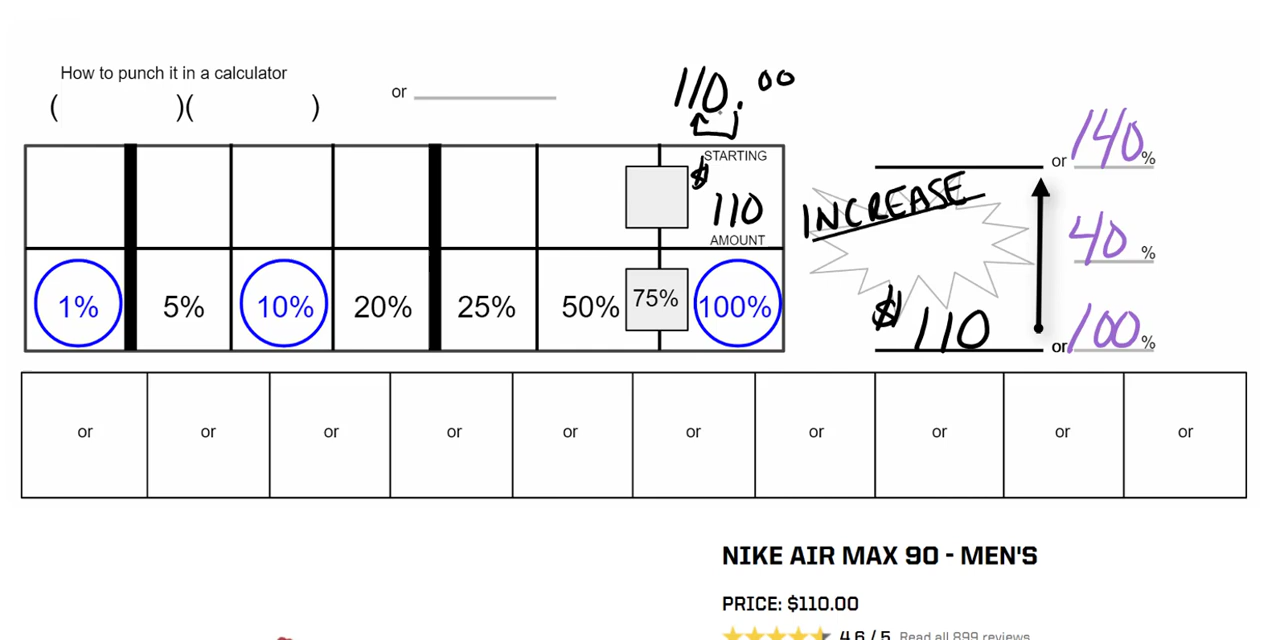 How to punch it in a calculator
( )( )
or
110.00
STARTING
$ 110
AMOUNT
1% 5% 10% 20% 25% 50% 75% 100%
or 140%
INCREASE
40%
$110 or 100%
or or or or or or or or or or
NIKE AIR MAX 90 - MEN'S
PRICE: $110.00
4.6 / 5 Read all 899 reviews